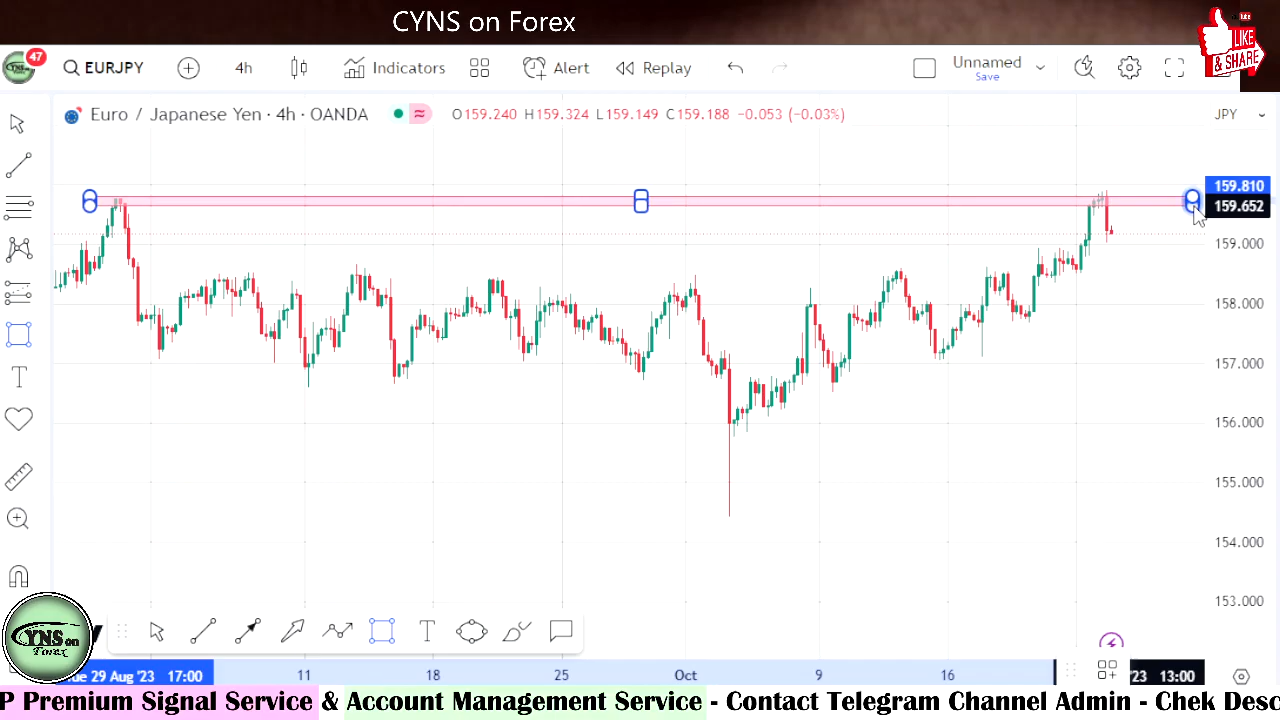 CYNS on Forex
LIKE
& SHARE
47
EURJPY
4h
Indicators
Alert
Replay
Unnamed
Save
Euro / Japanese Yen · 4h · OANDA
O159.240 H159.324 L159.149 C159.188 −0.053 (−0.03%)
JPY
159.810
159.652
159.000
158.000
157.000
156.000
155.000
154.000
153.000
CYNS on
Forex
ue 29 Aug '23 17:00
11
18
25
Oct
9
16
'23 13:00
P Premium Signal Service & Account Management Service - Contact Telegram Channel Admin - Chek Desc